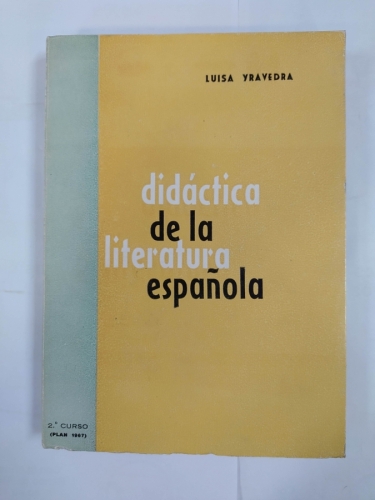 LUISA YRAVEDRA
didáctica
de la
literatura
española
2.º CURSO
(PLAN 1967)